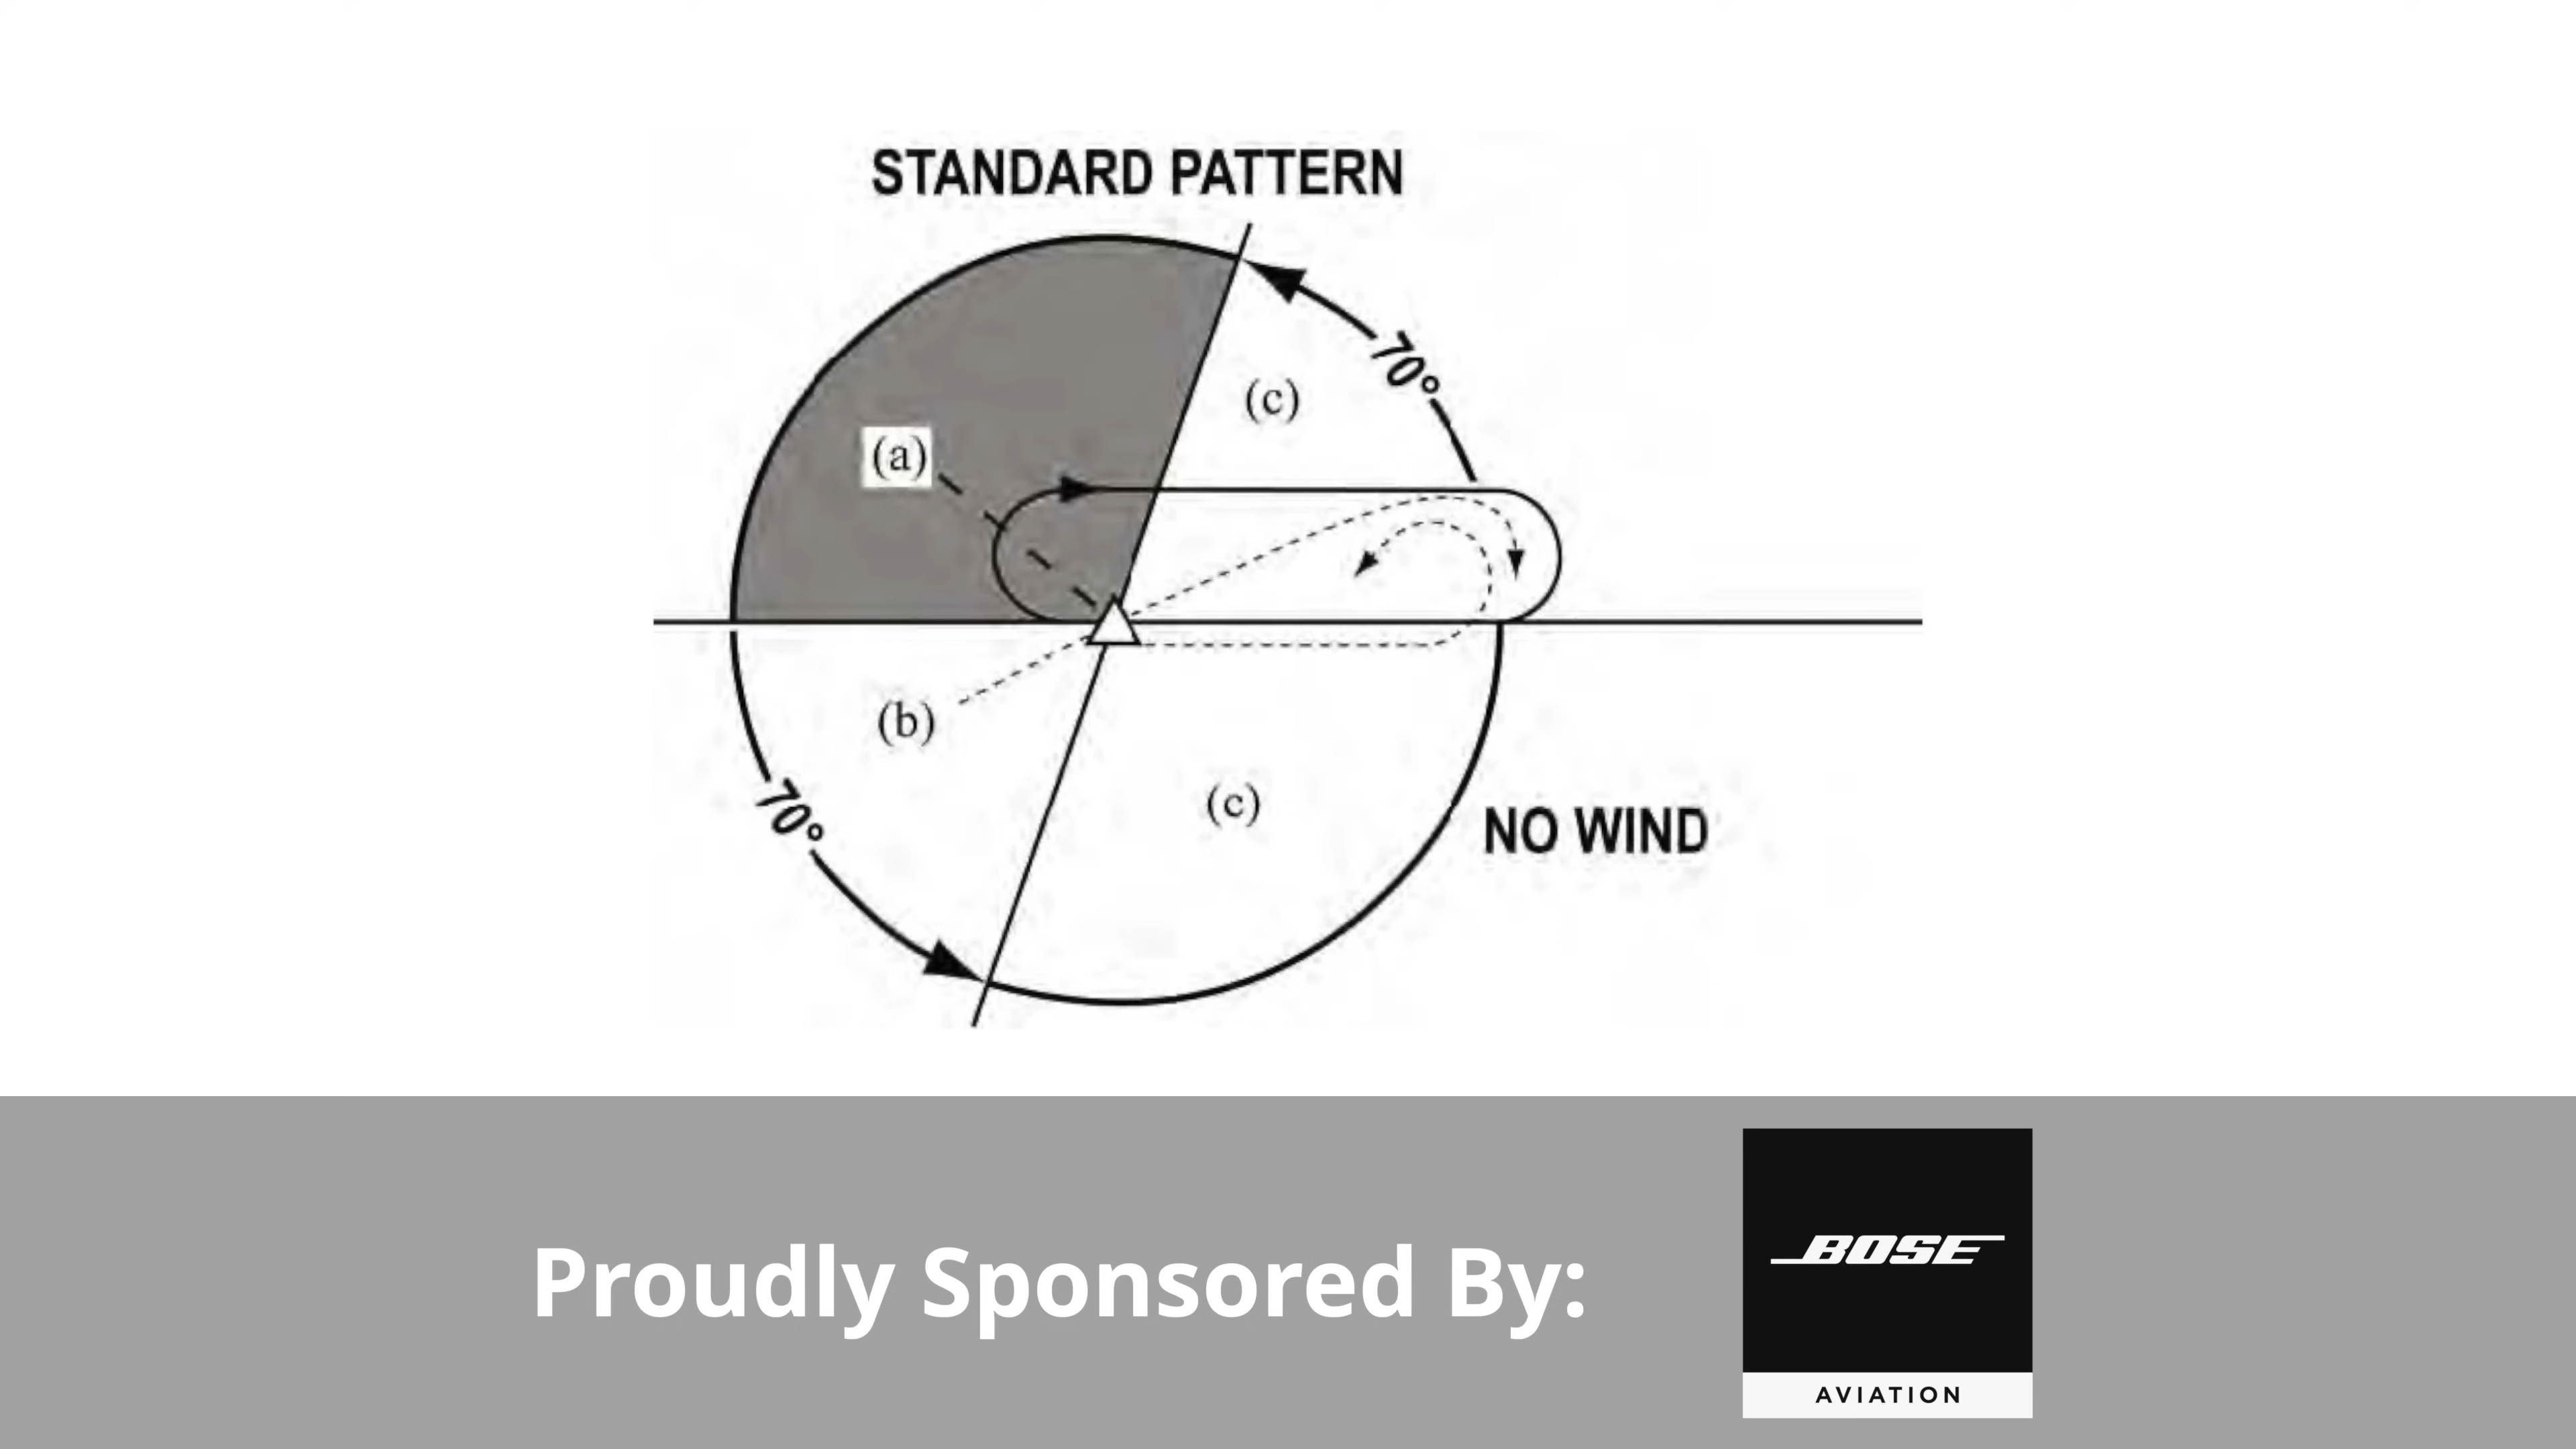 STANDARD PATTERN
70°
(c)
(a)
(b)
(c)
70°
NO WIND
Proudly Sponsored By:
BOSE
AVIATION